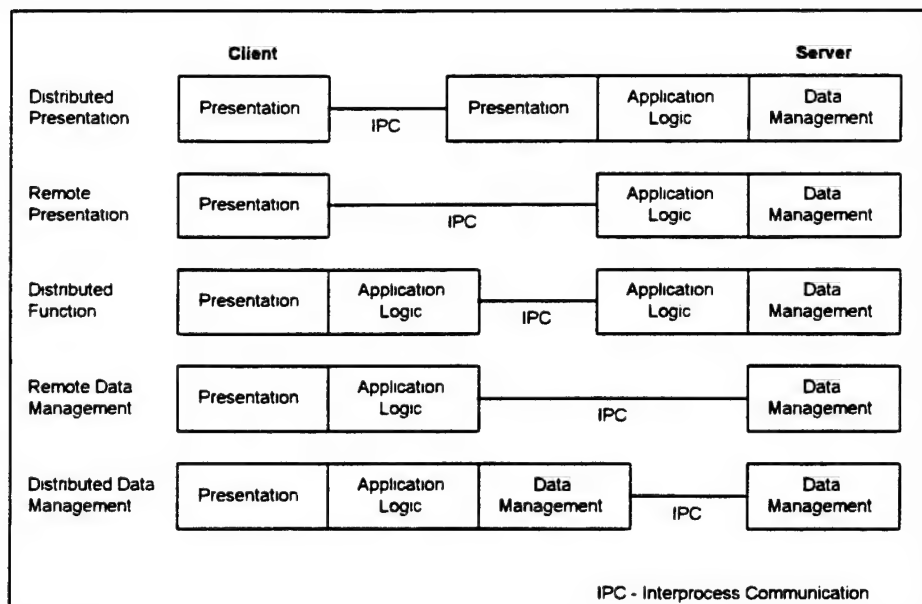 Client
Server
Distributed
Presentation
Presentation
IPC
Presentation
Application
Logic
Data
Management
Remote
Presentation
Presentation
IPC
Application
Logic
Data
Management
Distributed
Function
Presentation
Application
Logic
IPC
Application
Logic
Data
Management
Remote Data
Management
Presentation
Application
Logic
IPC
Data
Management
Distributed Data
Management
Presentation
Application
Logic
Data
Management
IPC
Data
Management
IPC - Interprocess Communication